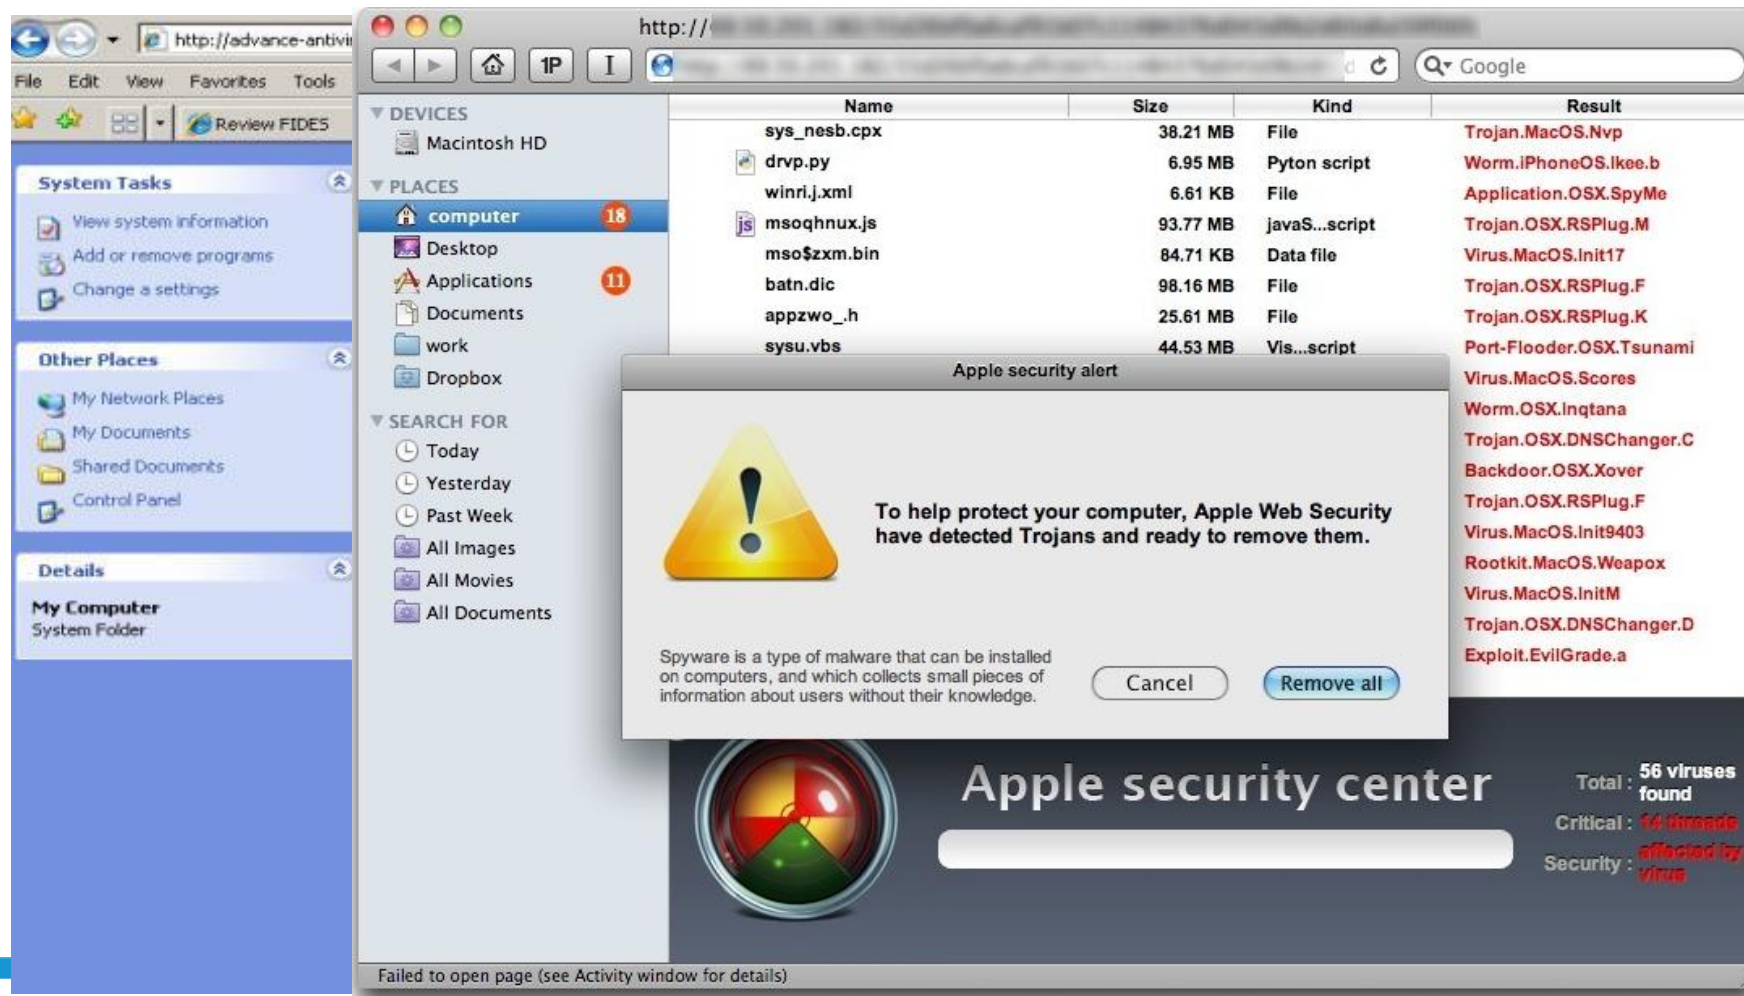 http://advance-antivi
File Edit View Favorites Tools
Review FIDES
System Tasks
View system information
Add or remove programs
Change a settings
Other Places
My Network Places
My Documents
Shared Documents
Control Panel
Details
My Computer
System Folder
http://
1P
Google
DEVICES
Macintosh HD
PLACES
computer 18
Desktop
Applications 11
Documents
work
Dropbox
SEARCH FOR
Today
Yesterday
Past Week
All Images
All Movies
All Documents
Name Size Kind Result
sys_nesb.cpx 38.21 MB File Trojan.MacOS.Nvp
drvp.py 6.95 MB Pyton script Worm.iPhoneOS.Ikee.b
winri.j.xml 6.61 KB File Application.OSX.SpyMe
js msoqhnux.js 93.77 MB javaS...script Trojan.OSX.RSPlug.M
mso$zxm.bin 84.71 KB Data file Virus.MacOS.Init17
batn.dic 98.16 MB File Trojan.OSX.RSPlug.F
appzwo_.h 25.61 MB File Trojan.OSX.RSPlug.K
sysu.vbs 44.53 MB Vis...script Port-Flooder.OSX.Tsunami
Virus.MacOS.Scores
Worm.OSX.Inqtana
Trojan.OSX.DNSChanger.C
Backdoor.OSX.Xover
Trojan.OSX.RSPlug.F
Virus.MacOS.Init9403
Rootkit.MacOS.Weapox
Virus.MacOS.InitM
Trojan.OSX.DNSChanger.D
Exploit.EvilGrade.a
Apple security alert
To help protect your computer, Apple Web Security
have detected Trojans and ready to remove them.
Spyware is a type of malware that can be installed
on computers, and which collects small pieces of
information about users without their knowledge.
Cancel Remove all
Apple security center
Total : 56 viruses
found
Critical : 14 threads
Security : affected by
virus
Failed to open page (see Activity window for details)